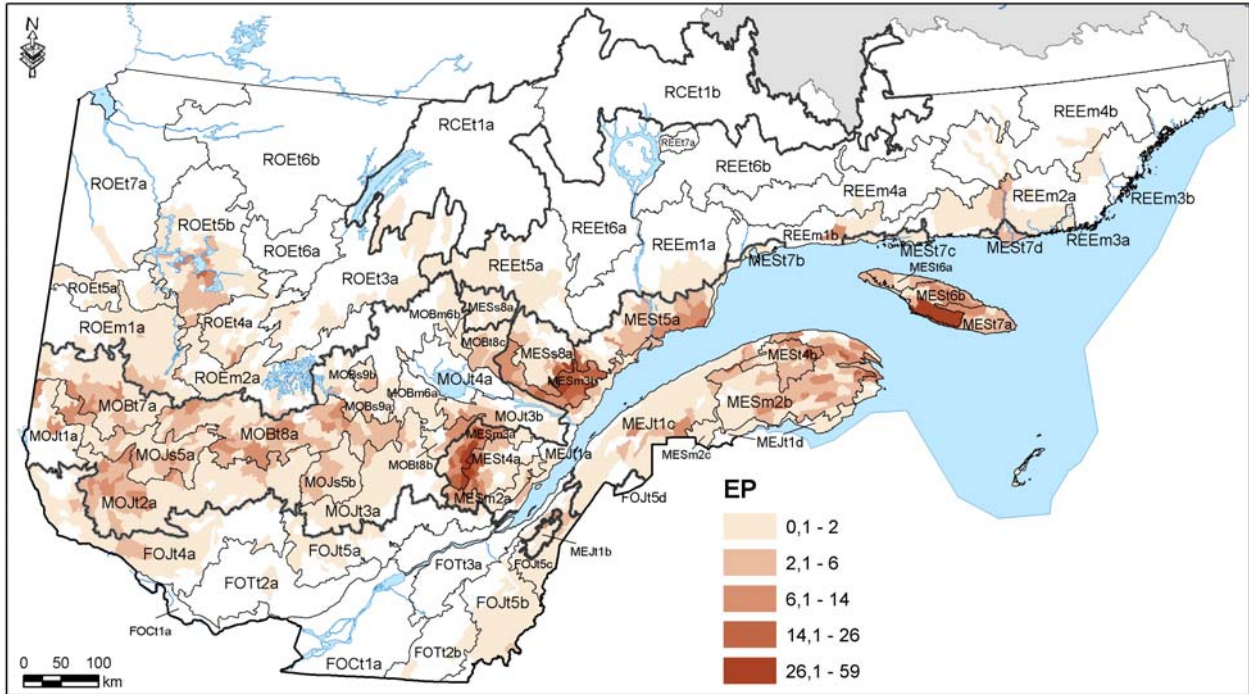 N
RCEt1b
REEm4b
RCEt1a
REEt7a
ROEt6b
REEt6b
ROEt7a
REEm4a
REEm2a
REEm3b
ROEt5b
REEt6a
ROEt6a
REEm1a
REEm1b
MESt7c
MESt7d
REEm3a
MESt7b
REEt5a
MESt6a
ROEt3a
ROEt5a
MESt6b
MESs8a
MOBm6b
MESt5a
MESt7a
ROEt4a
ROEm1a
MOBt8c
MESs8a
MESt4b
ROEm2a
MOBs9b
MOJt4a
MESm3b
MOBm6a
MESm2b
MOBt7a
MOBs9a
MOJt3b
MEJt1c
MOJt1a
MOBt8a
MESm3a
MEJt1d
MOJs5a
MEJt1a
MESm2c
MESt4a
MOBt8b
MOJs5b
FOJt5d
MOJt2a
MESm2a
MOJt3a
EP
0,1 - 2
2,1 - 6
6,1 - 14
14,1 - 26
26,1 - 59
MEJt1b
FOJt4a
FOJt5a
FOJt5c
FOTt3a
FOTt2a
FOJt5b
FOCt1a
FOTt2b
FOCt1a
0 50 100
km